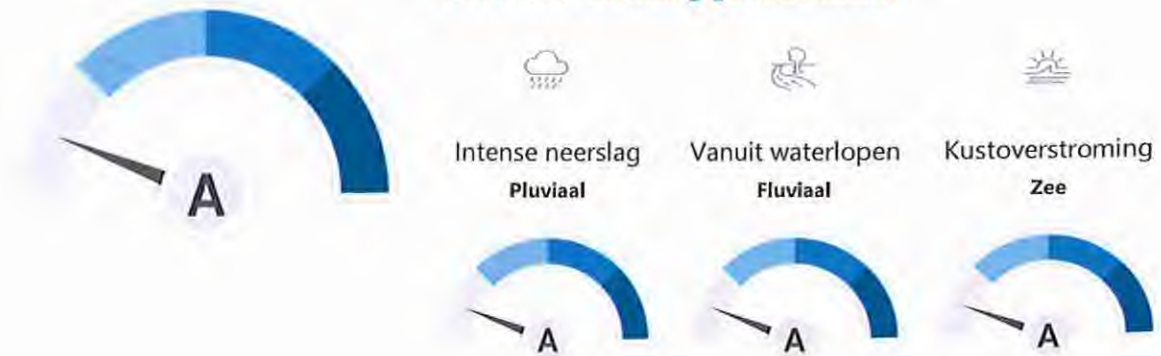 A
Intense neerslag
Pluviaal
A
Vanuit waterlopen
Fluviaal
A
Kustoverstroming
Zee
A